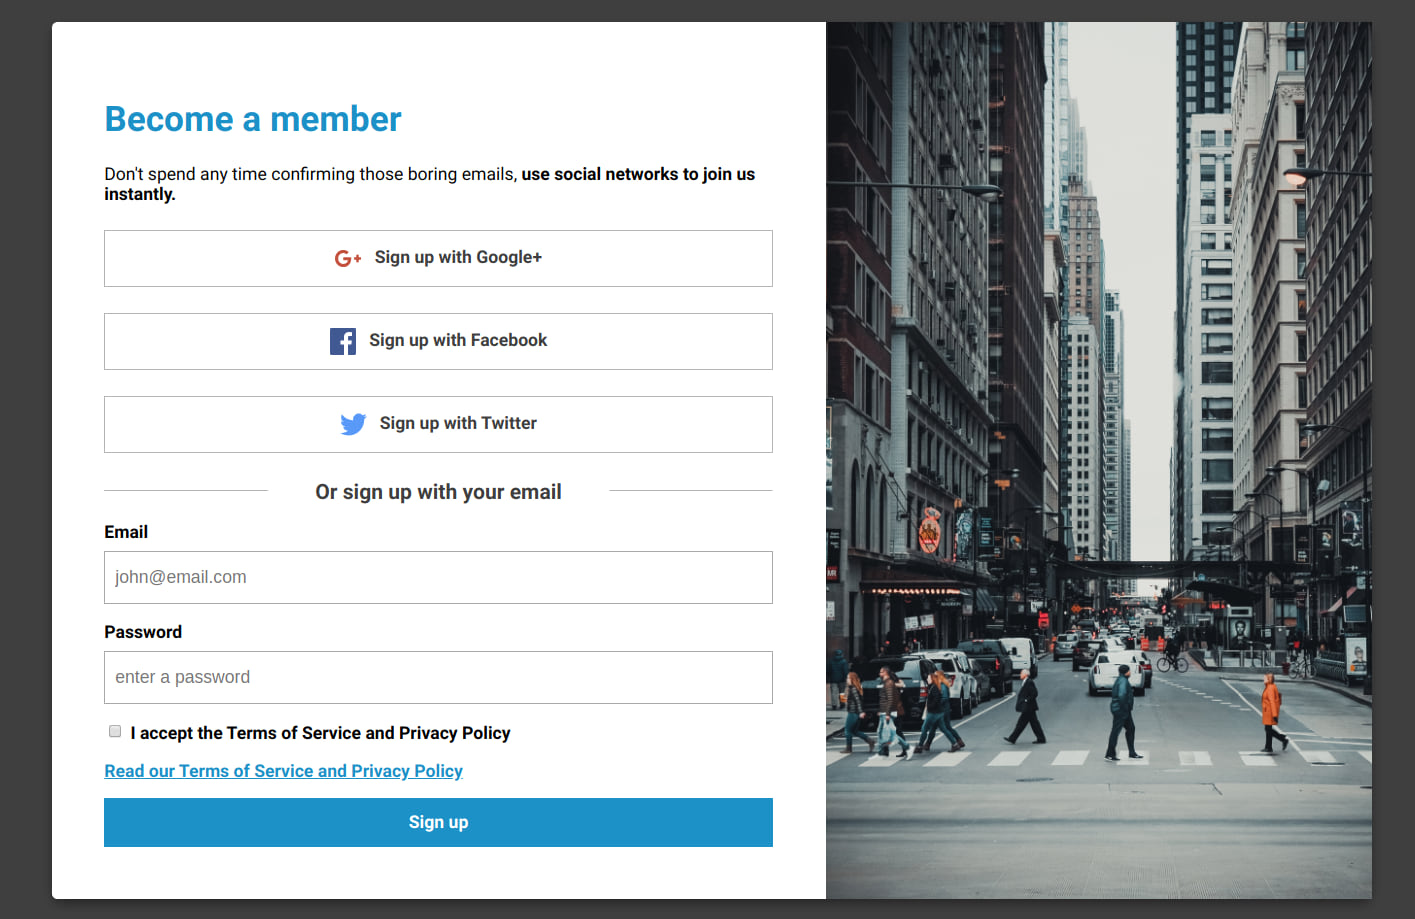 Become a member
Don't spend any time confirming those boring emails, use social networks to join us
instantly.
G+ Sign up with Google+
Sign up with Facebook
Sign up with Twitter
Or sign up with your email
Email
john@email.com
Password
enter a password
I accept the Terms of Service and Privacy Policy
Read our Terms of Service and Privacy Policy
Sign up